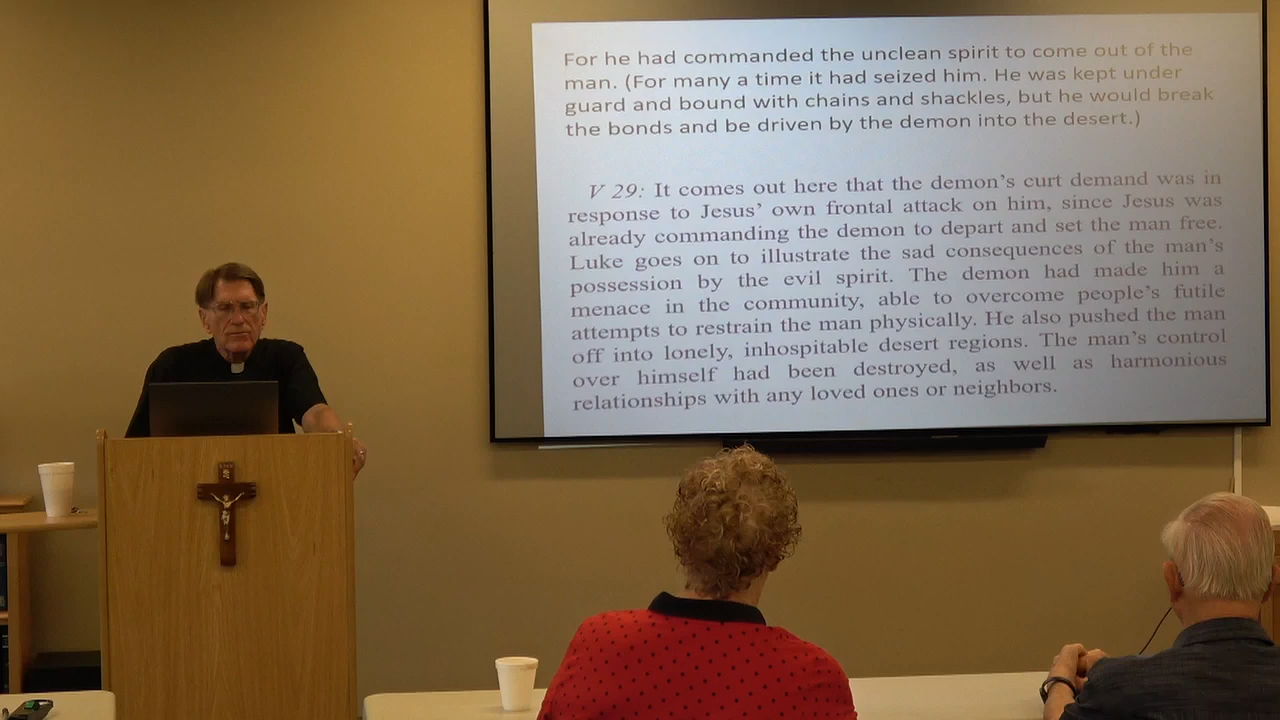 For he had commanded the unclean spirit to come out of the
man. (For many a time it had seized him. He was kept under
guard and bound with chains and shackles, but he would break
the bonds and be driven by the demon into the desert.)
V 29: It comes out here that the demon's curt demand was in
response to Jesus' own frontal attack on him, since Jesus was
already commanding the demon to depart and set the man free.
Luke goes on to illustrate the sad consequences of the man's
possession by the evil spirit. The demon had made him a
menace in the community, able to overcome people's futile
attempts to restrain the man physically. He also pushed the man
off into lonely, inhospitable desert regions. The man's control
over himself had been destroyed, as well as harmonious
relationships with any loved ones or neighbors.